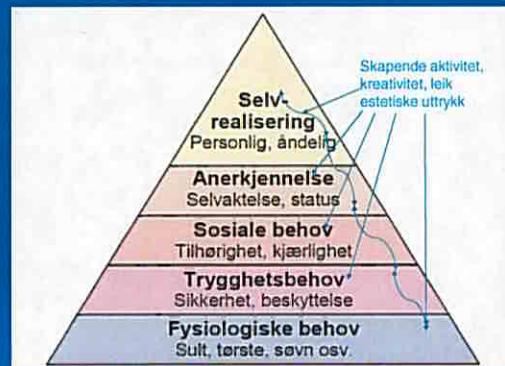 Skapende aktivitet,
kreativitet, leik
estetiske uttrykk
Selv-
realisering
Personlig, åndelig
Anerkjennelse
Selvaktelse, status
Sosiale behov
Tilhørighet, kjærlighet
Trygghetsbehov
Sikkerhet, beskyttelse
Fysiologiske behov
Sult, tørste, søvn osv.